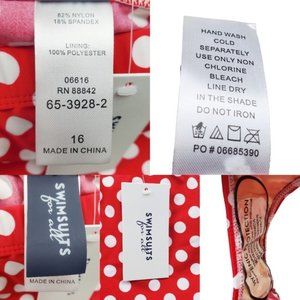 82% NYLON
18% SPANDEX
LINING:
100% POLYESTER
06616
RN 88842
65-3928-2
16
MADE IN CHINA
HAND WASH
COLD
SEPARATELY
USE ONLY NON
CHLORINE
BLEACH
LINE DRY
IN THE SHADE
DO NOT IRON
PO # 06685390
SWIMSUITS
for all
MADE IN CHINA
SWIMSUITS
for all